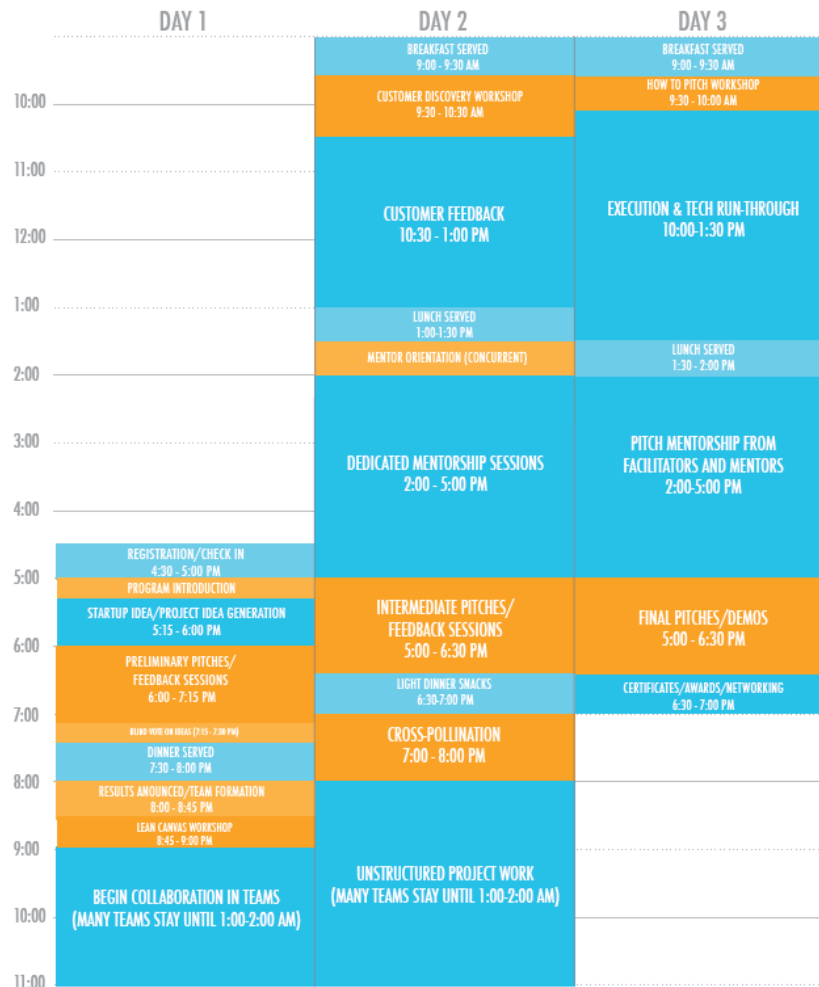 DAY 1
DAY 2
DAY 3
10:00
11:00
12:00
1:00
2:00
3:00
4:00
5:00
6:00
7:00
8:00
9:00
10:00
11:00
REGISTRATION/CHECK IN
4:30 - 5:00 PM
PROGRAM INTRODUCTION
STARTUP IDEA/PROJECT IDEA GENERATION
5:15 - 6:00 PM
PRELIMINARY PITCHES/
FEEDBACK SESSIONS
6:00 - 7:15 PM
BLIND VOTE ON IDEAS (7:15 - 7:30 PM)
DINNER SERVED
7:30 - 8:00 PM
RESULTS ANOUNCED/TEAM FORMATION
8:00 - 8:45 PM
LEAN CANVAS WORKSHOP
8:45 - 9:00 PM
BEGIN COLLABORATION IN TEAMS
(MANY TEAMS STAY UNTIL 1:00-2:00 AM)
BREAKFAST SERVED
9:00 - 9:30 AM
CUSTOMER DISCOVERY WORKSHOP
9:30 - 10:30 AM
CUSTOMER FEEDBACK
10:30 - 1:00 PM
LUNCH SERVED
1:00-1:30 PM
MENTOR ORIENTATION (CONCURRENT)
DEDICATED MENTORSHIP SESSIONS
2:00 - 5:00 PM
INTERMEDIATE PITCHES/
FEEDBACK SESSIONS
5:00 - 6:30 PM
LIGHT DINNER SNACKS
6:30-7:00 PM
CROSS-POLLINATION
7:00 - 8:00 PM
UNSTRUCTURED PROJECT WORK
(MANY TEAMS STAY UNTIL 1:00-2:00 AM)
BREAKFAST SERVED
9:00 - 9:30 AM
HOW TO PITCH WORKSHOP
9:30 - 10:00 AM
EXECUTION & TECH RUN-THROUGH
10:00-1:30 PM
LUNCH SERVED
1:30 - 2:00 PM
PITCH MENTORSHIP FROM
FACILITATORS AND MENTORS
2:00-5:00 PM
FINAL PITCHES/DEMOS
5:00 - 6:30 PM
CERTIFICATES/AWARDS/NETWORKING
6:30 - 7:00 PM